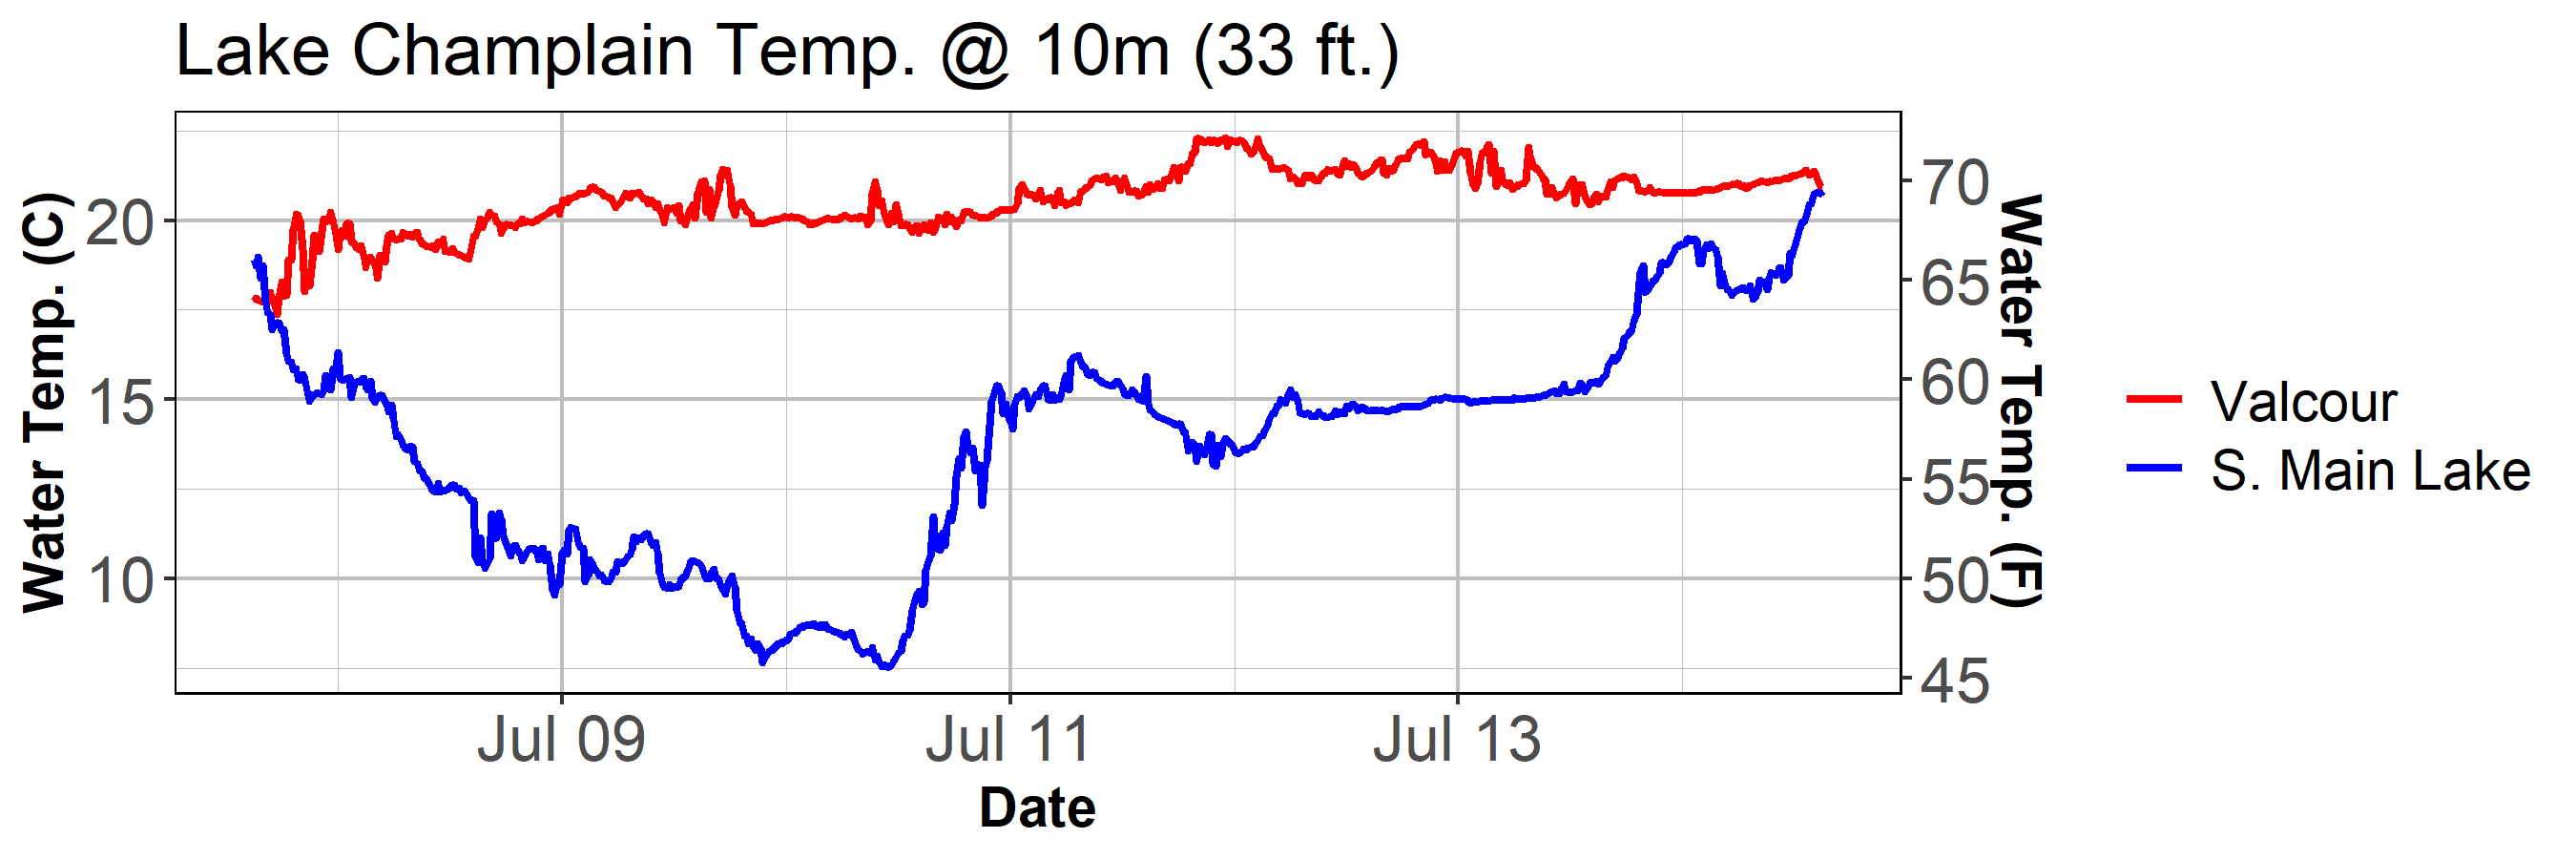 Lake Champlain Temp. @ 10m (33 ft.)
Water Temp. (C)
20
15
10
70
65
60
55
50
45
Water Temp. (F)
Jul 09
Jul 11
Jul 13
Date
Valcour
S. Main Lake